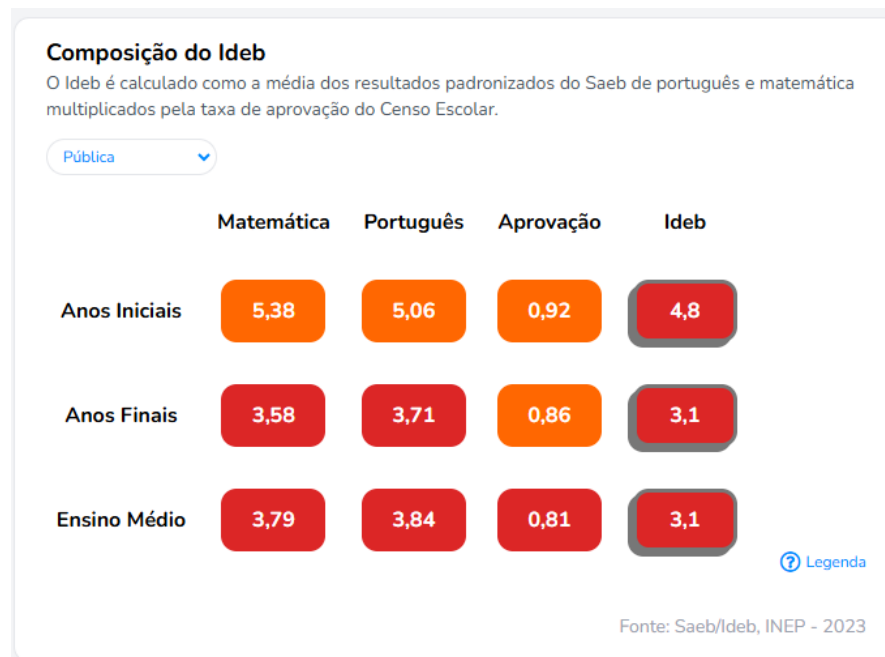 Composição do Ideb
O Ideb é calculado como a média dos resultados padronizados do Saeb de português e matemática
multiplicados pela taxa de aprovação do Censo Escolar.
Pública
Matemática Português Aprovação Ideb
Anos Iniciais 5,38 5,06 0,92 4,8
Anos Finais 3,58 3,71 0,86 3,1
Ensino Médio 3,79 3,84 0,81 3,1
? Legenda
Fonte: Saeb/Ideb, INEP - 2023